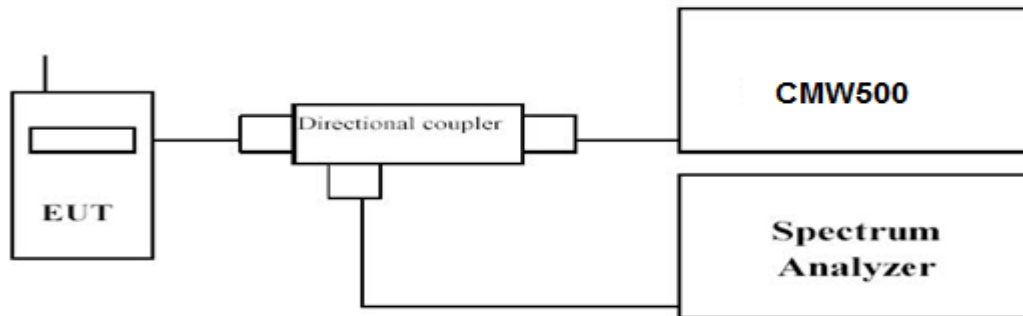 CMW500
Directional coupler
EUT
Spectrum
Analyzer